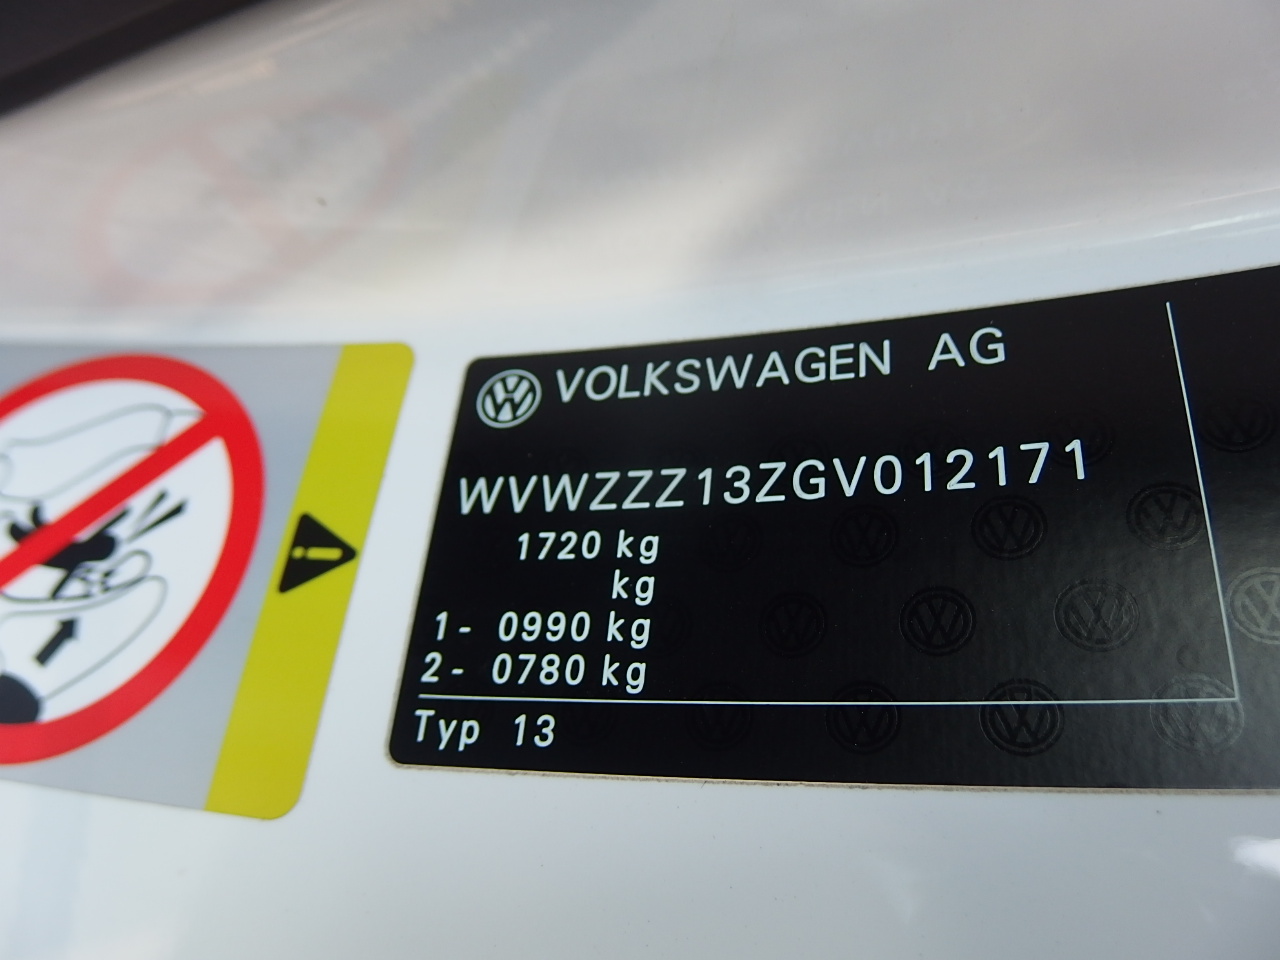 VOLKSWAGEN AG
WVWZZZ13ZGV012171
1720 kg
kg
1- 0990 kg
2- 0780 kg
Typ 13